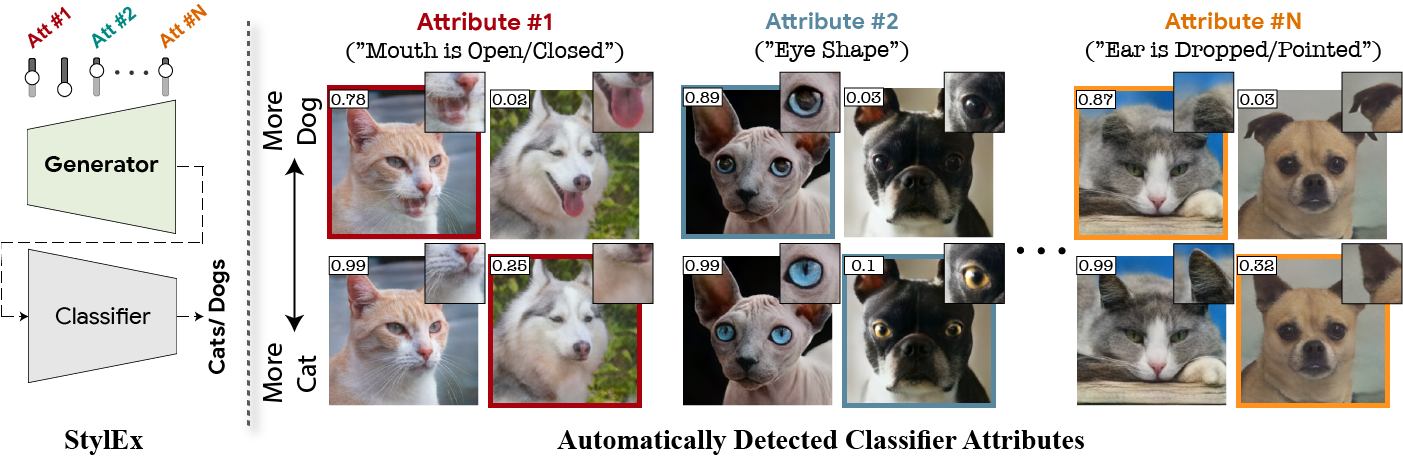 Att #1
Att #2
Att #N
Generator
Classifier
Cats/ Dogs
StylEx
More
Dog
More
Cat
Attribute #1
("Mouth is Open/Closed")
0.78
0.02
0.99
0.25
Attribute #2
("Eye Shape")
0.89
0.03
0.99
0.1
Attribute #N
("Ear is Dropped/Pointed")
0.87
0.03
0.99
0.32
Automatically Detected Classifier Attributes